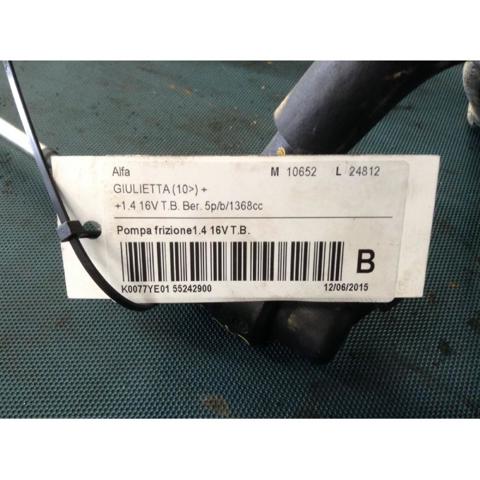 Alfa M 10652 L 24812
GIULIETTA (10>) +
+1.4 16V T.B. Ber. 5p/b/1368cc
Pompa frizione1.4 16V T.B.
B
K0077YE01 55242900 12/06/2015